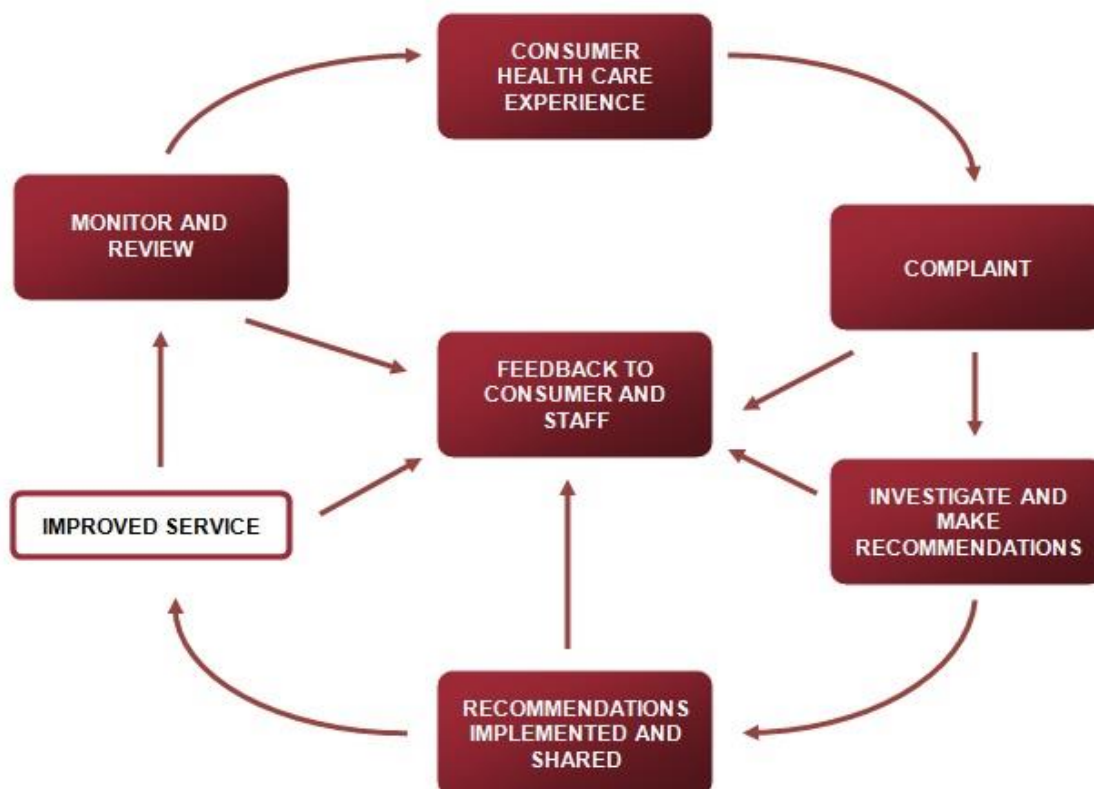 CONSUMER
HEALTH CARE
EXPERIENCE
MONITOR AND
REVIEW
COMPLAINT
FEEDBACK TO
CONSUMER AND
STAFF
IMPROVED SERVICE
INVESTIGATE AND
MAKE
RECOMMENDATIONS
RECOMMENDATIONS
IMPLEMENTED AND
SHARED